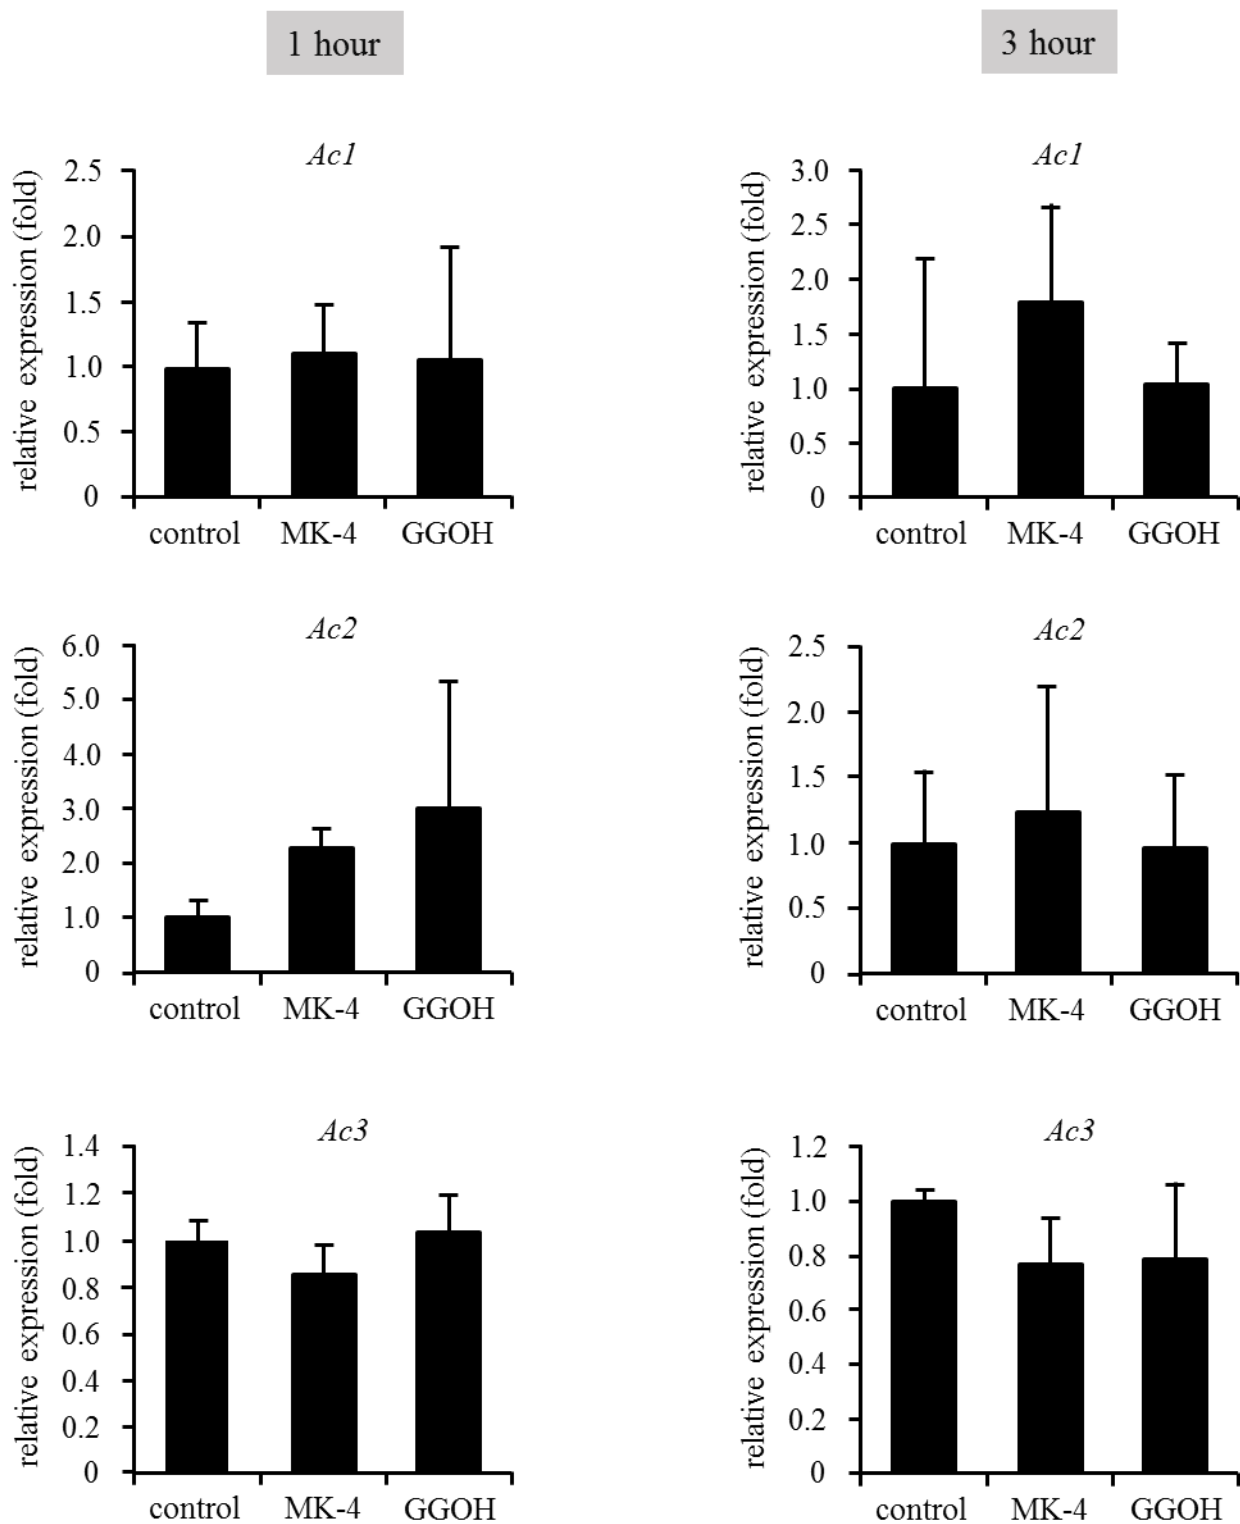 1 hour
3 hour
Ac1
relative expression (fold)
2.5
2.0
1.5
1.0
0.5
0
control MK-4 GGOH
Ac1
relative expression (fold)
3.0
2.5
2.0
1.5
1.0
0.5
0
control MK-4 GGOH
Ac2
relative expression (fold)
6.0
5.0
4.0
3.0
2.0
1.0
0
control MK-4 GGOH
Ac2
relative expression (fold)
2.5
2.0
1.5
1.0
0.5
0
control MK-4 GGOH
Ac3
relative expression (fold)
1.4
1.2
1.0
0.8
0.6
0.4
0.2
0
control MK-4 GGOH
Ac3
relative expression (fold)
1.2
1.0
0.8
0.6
0.4
0.2
0
control MK-4 GGOH